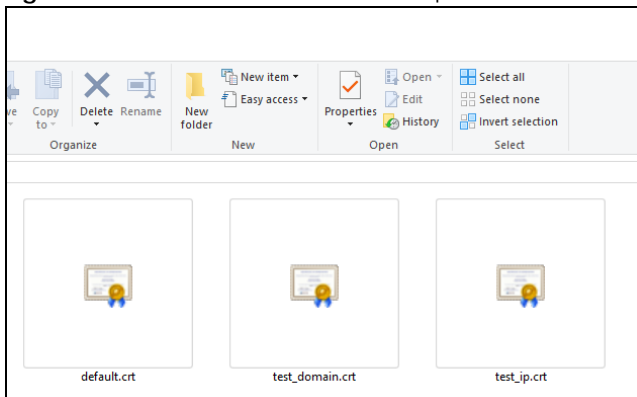 ve
Copy
to
Delete
Rename
New
folder
New item
Easy access
Properties
Open
Edit
History
Select all
Select none
Invert selection
Organize
New
Open
Select
default.crt
test_domain.crt
test_ip.crt